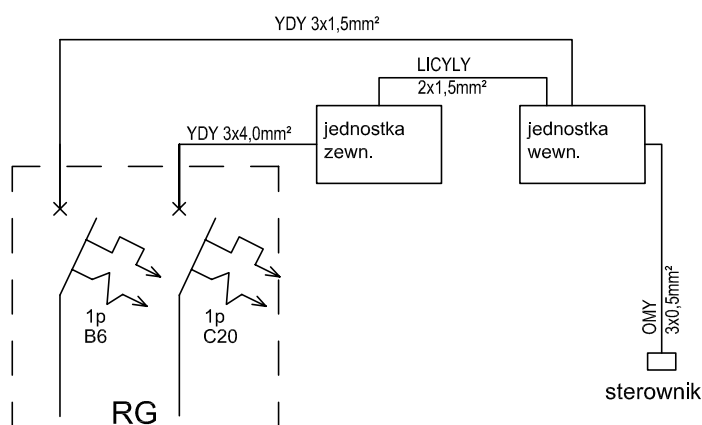 YDY 3x1,5mm²
LICYLY
2x1,5mm²
YDY 3x4,0mm²
jednostka
zewn.
jednostka
wewn.
1p
B6
1p
C20
OMY
3x0,5mm²
sterownik
RG